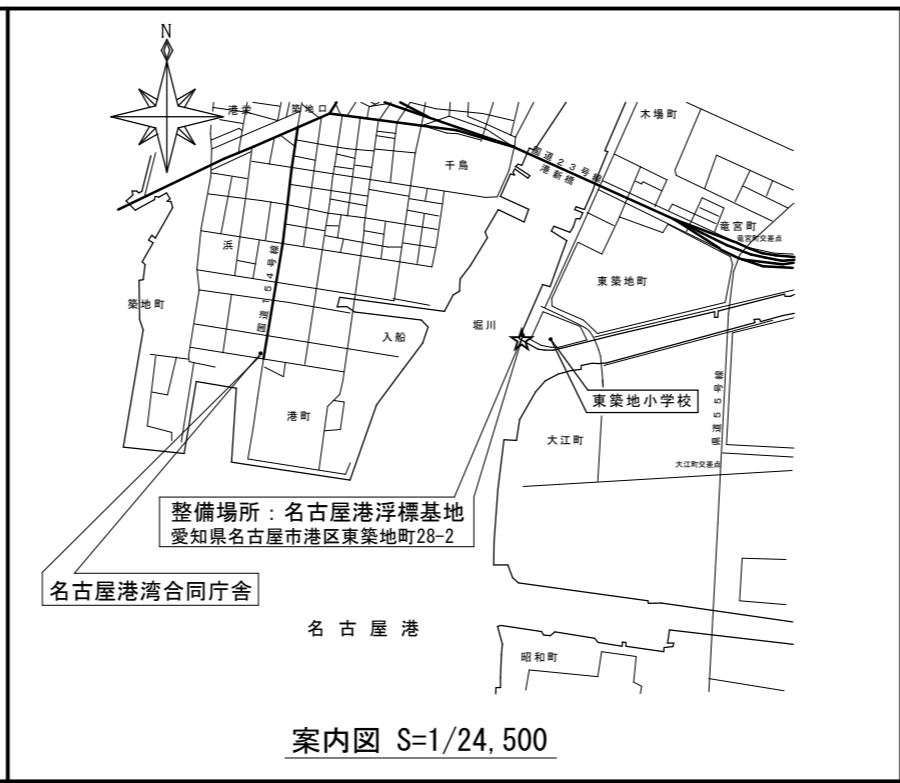 N
港栄
築地口
木場町
千鳥
国道23号線
港新橋
竜宮町
竜宮町交差点
浜
国道154号線
東築地町
築地町
堀川
入船
東築地小学校
県道55号線
港町
大江町
大江町交差点
整備場所：名古屋港浮標基地
愛知県名古屋市港区東築地町28-2
名古屋港湾合同庁舎
名古屋港
昭和町
案内図 S=1/24,500